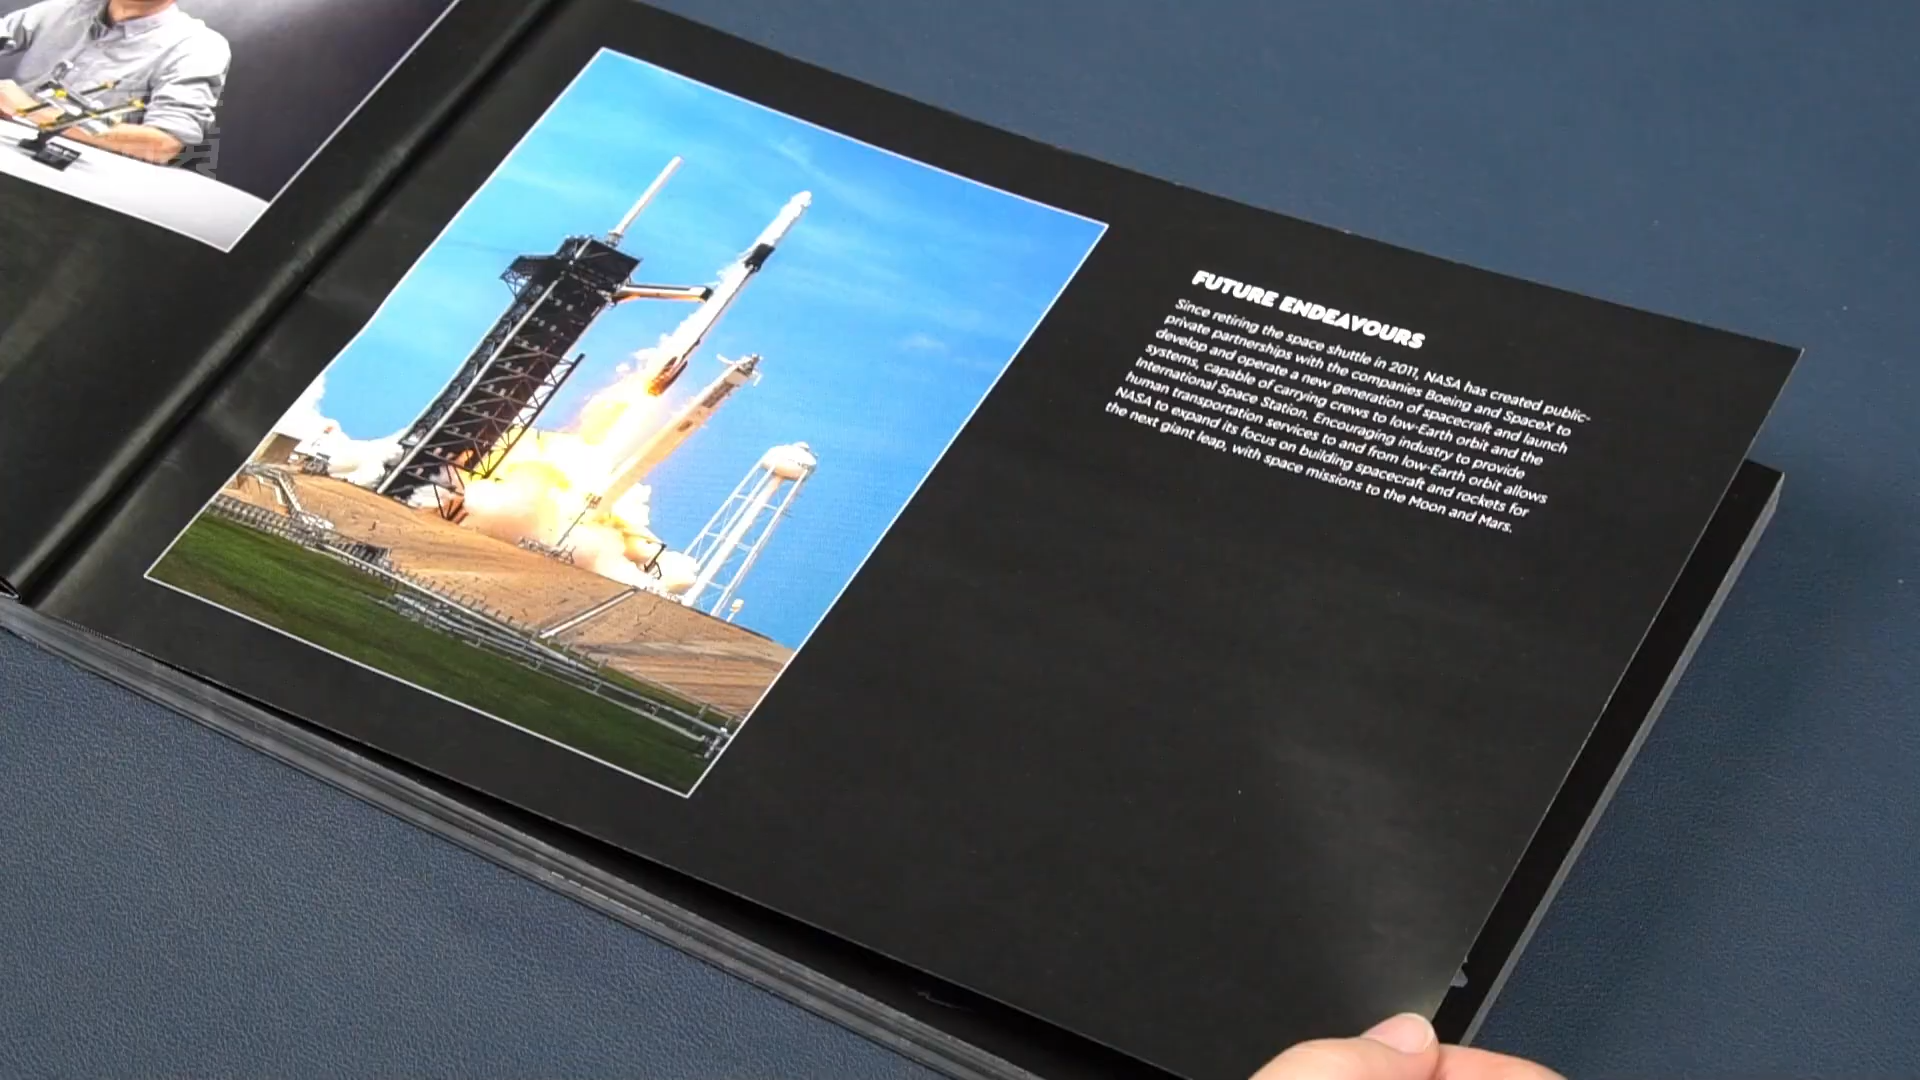 FUTURE ENDEAVOURS
Since retiring the space shuttle in 2011, NASA has created public-
private partnerships with the companies Boeing and SpaceX to
develop and operate a new generation of spacecraft and launch
systems, capable of carrying crews to low-Earth orbit and the
International Space Station. Encouraging industry to provide
human transportation services to and from low-Earth orbit allows
NASA to expand its focus on building spacecraft and rockets for
the next giant leap, with space missions to the Moon and Mars.